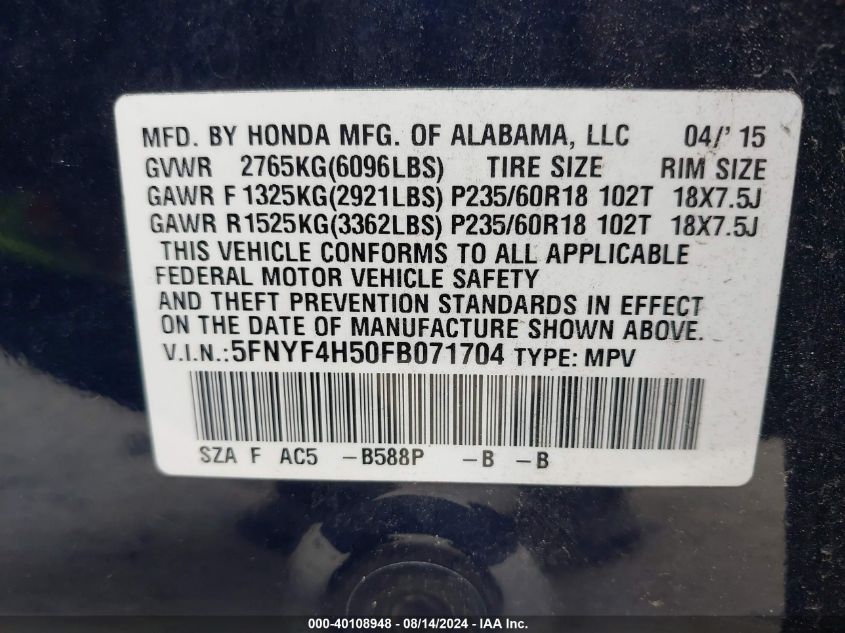 MFD. BY HONDA MFG. OF ALABAMA, LLC 04/' 15
GVWR 2765KG(6096LBS) TIRE SIZE RIM SIZE
GAWR F 1325KG(2921LBS) P235/60R18 102T 18X7.5J
GAWR R1525KG(3362LBS) P235/60R18 102T 18X7.5J
THIS VEHICLE CONFORMS TO ALL APPLICABLE
FEDERAL MOTOR VEHICLE SAFETY
AND THEFT PREVENTION STANDARDS IN EFFECT
ON THE DATE OF MANUFACTURE SHOWN ABOVE.
V.I.N.:5FNYF4H50FB071704 TYPE: MPV
SZA F AC5 -B588P -B -B
000-40108948 - 08/14/2024 - IAA Inc.